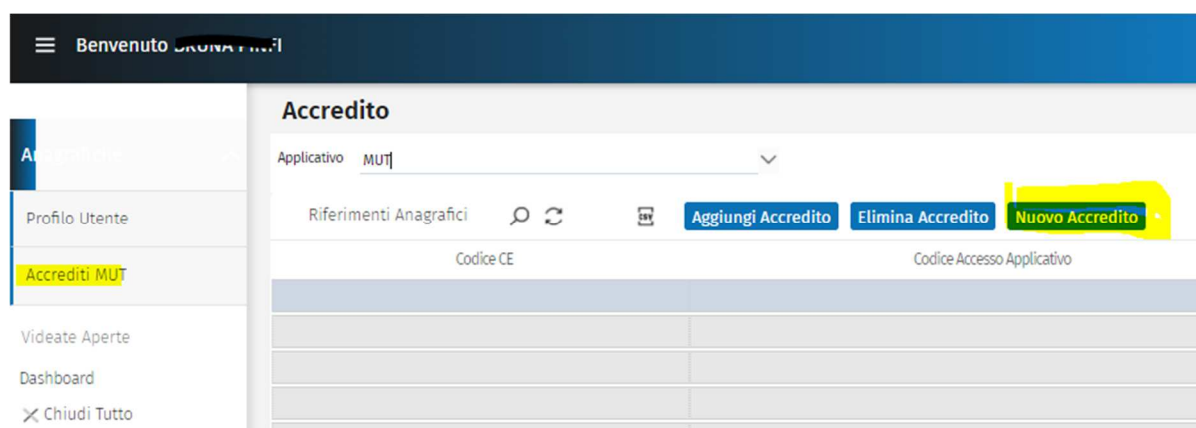 Benvenuto
Accredito
Applicativo MUT
Riferimenti Anagrafici CSV Aggiungi Accredito Elimina Accredito Nuovo Accredito
Codice CE Codice Accesso Applicativo
Profilo Utente
Accrediti MUT
Videate Aperte
Dashboard
Chiudi Tutto